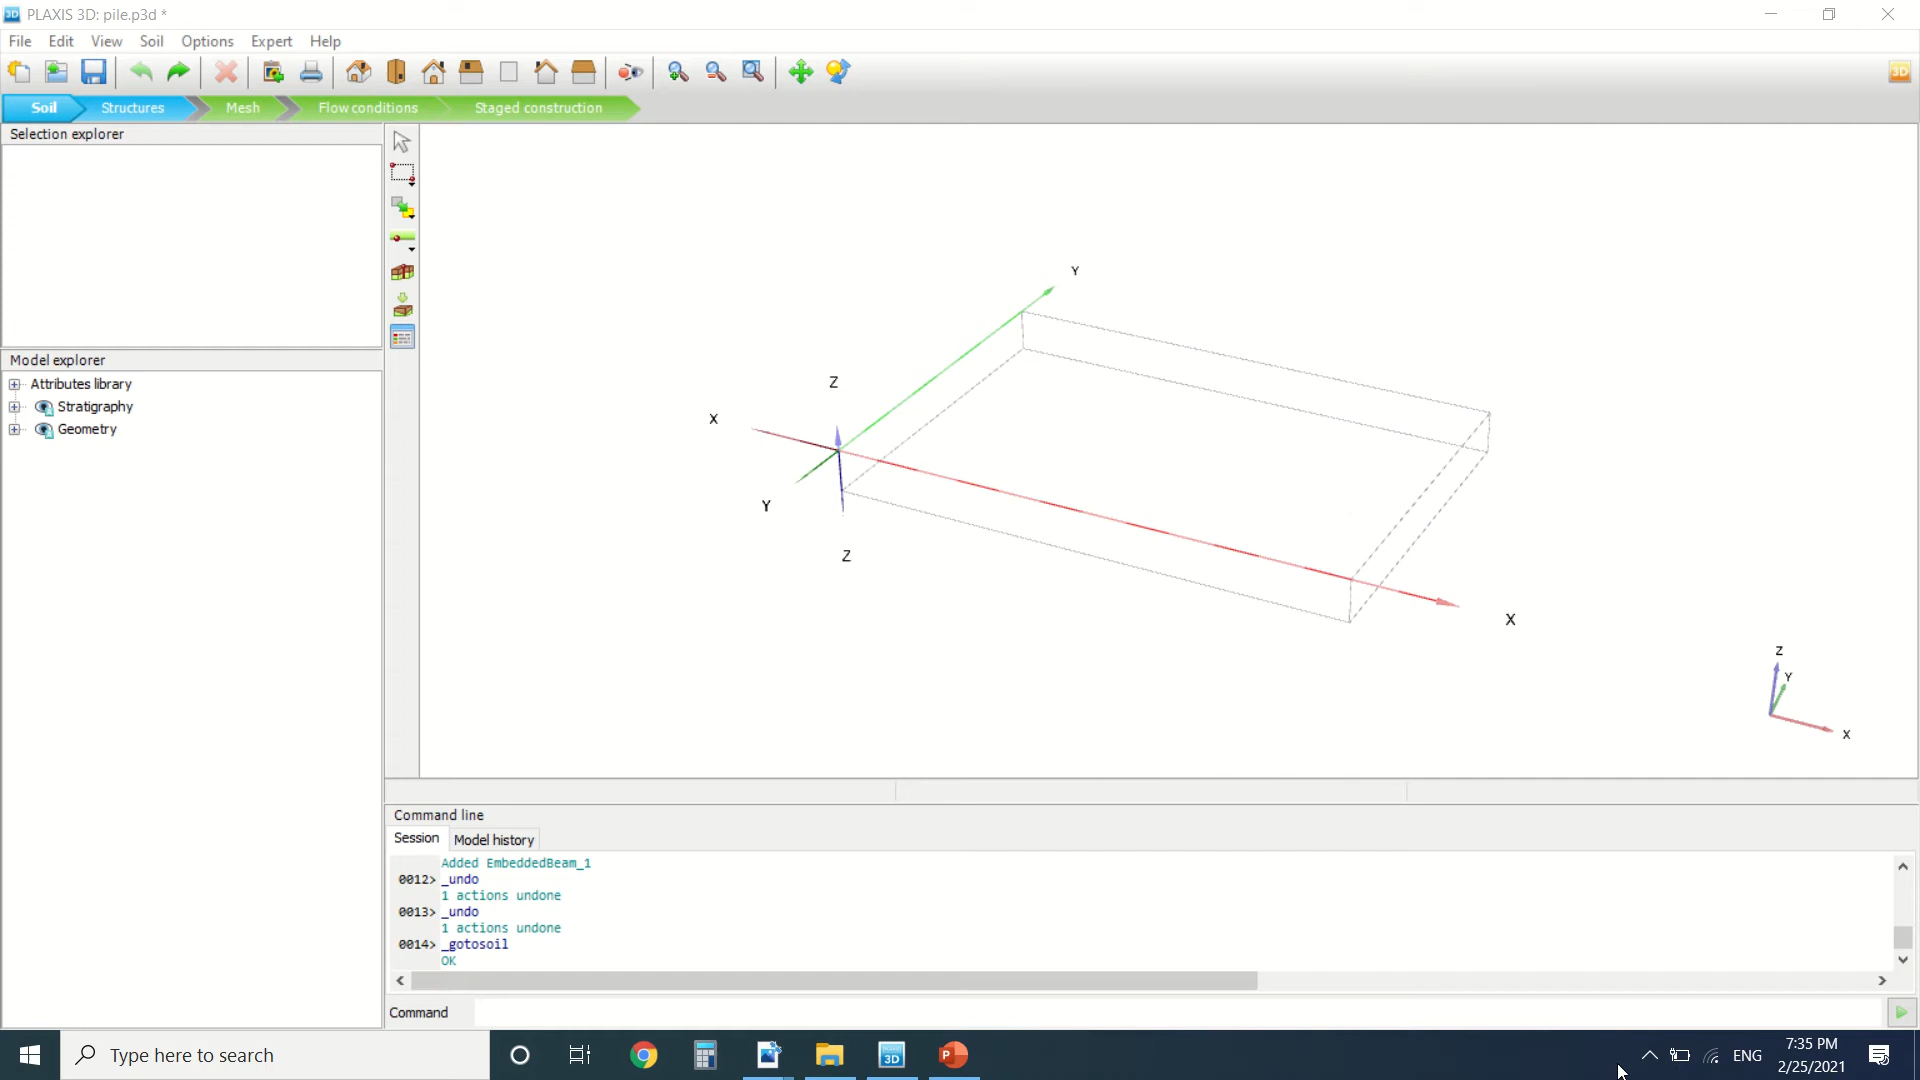 PLAXIS 3D: pile.p3d *
File Edit View Soil Options Expert Help
3D
Soil Structures Mesh Flow conditions Staged construction
Selection explorer
Model explorer
Attributes library
Stratigraphy
Geometry
Y
Z
X
Y
Z
X
Z
Y
X
Command line
Session Model history
Added EmbeddedBeam_1
0012> _undo
1 actions undone
0013> _undo
1 actions undone
0014> _gotosoil
OK
Command
Type here to search
3D
P
ENG
7:35 PM
2/25/2021